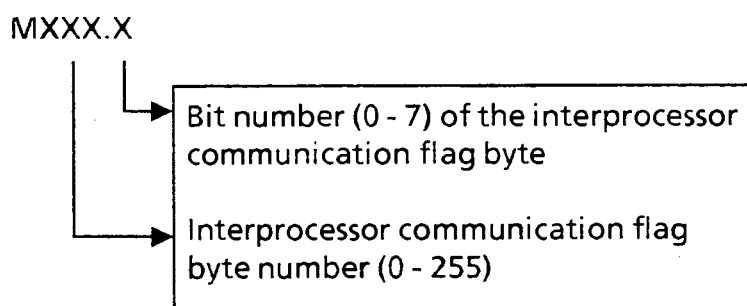 MXXX.X
Bit number (0 - 7) of the interprocessor
communication flag byte
Interprocessor communication flag
byte number (0 - 255)